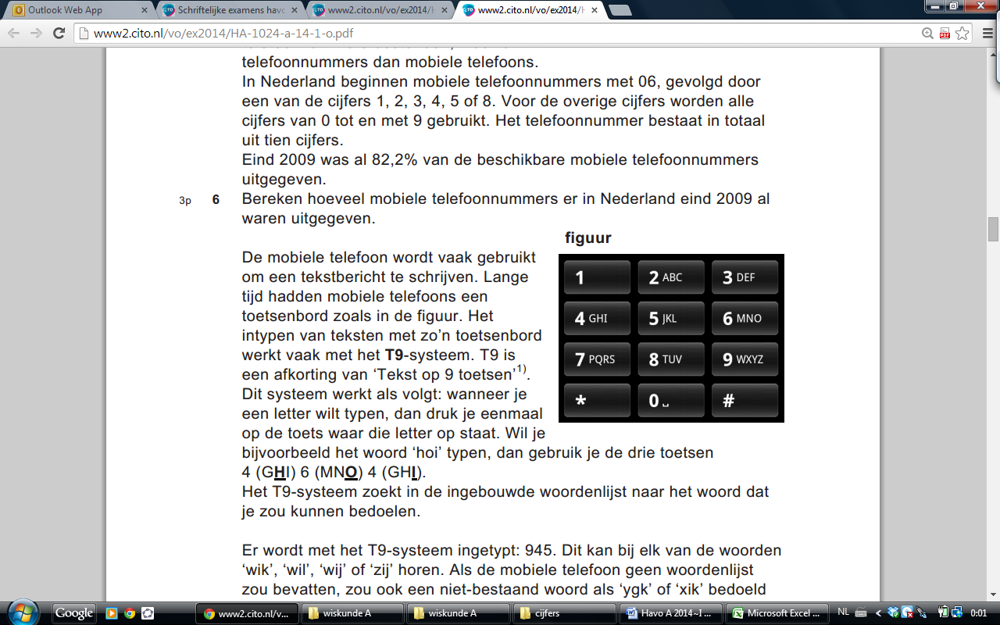 Outlook Web App
Schriftelijke examens havo
www2.cito.nl/vo/ex2014/H
www2.cito.nl/vo/ex2014/H
www2.cito.nl/vo/ex2014/HA-1024-a-14-1-o.pdf
telefoonnummers dan mobiele telefoons.
In Nederland beginnen mobiele telefoonnummers met 06, gevolgd door
een van de cijfers 1, 2, 3, 4, 5 of 8. Voor de overige cijfers worden alle
cijfers van 0 tot en met 9 gebruikt. Het telefoonnummer bestaat in totaal
uit tien cijfers.
Eind 2009 was al 82,2% van de beschikbare mobiele telefoonnummers
uitgegeven.
3p 6 Bereken hoeveel mobiele telefoonnummers er in Nederland eind 2009 al
waren uitgegeven.
De mobiele telefoon wordt vaak gebruikt
om een tekstbericht te schrijven. Lange
tijd hadden mobiele telefoons een
toetsenbord zoals in de figuur. Het
intypen van teksten met zo’n toetsenbord
werkt vaak met het T9-systeem. T9 is
een afkorting van ‘Tekst op 9 toetsen’1).
Dit systeem werkt als volgt: wanneer je
een letter wilt typen, dan druk je eenmaal
op de toets waar die letter op staat. Wil je
figuur
1 2 ABC 3 DEF
4 GHI 5 JKL 6 MNO
7 PQRS 8 TUV 9 WXYZ
* 0 ␣ #
bijvoorbeeld het woord ‘hoi’ typen, dan gebruik je de drie toetsen
4 (GHI) 6 (MNO) 4 (GHI).
Het T9-systeem zoekt in de ingebouwde woordenlijst naar het woord dat
je zou kunnen bedoelen.
Er wordt met het T9-systeem ingetypt: 945. Dit kan bij elk van de woorden
‘wik’, ‘wil’, ‘wij’ of ‘zij’ horen. Als de mobiele telefoon geen woordenlijst
zou bevatten, zou ook een niet-bestaand woord als ‘ygk’ of ‘xik’ bedoeld
Google
www2.cito.nl/v...
wiskunde A
wiskunde A
cijfers
Havo A 2014~I ...
Microsoft Excel ...
NL
0:01